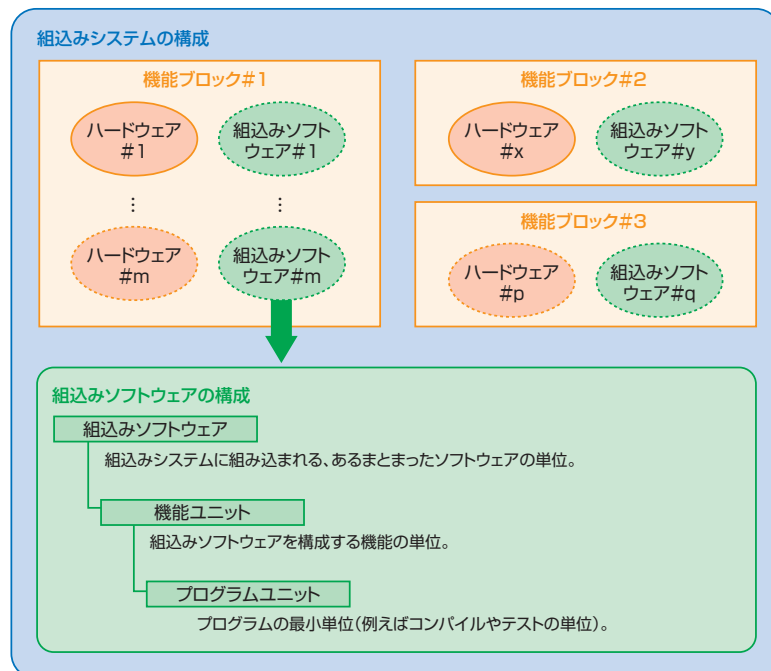 組込みシステムの構成
機能ブロック#1
ハードウェア
#1
組込みソフト
ウェア#1
⋮
⋮
ハードウェア
#m
組込みソフト
ウェア#m
機能ブロック#2
ハードウェア
#x
組込みソフト
ウェア#y
機能ブロック#3
ハードウェア
#p
組込みソフト
ウェア#q
組込みソフトウェアの構成
組込みソフトウェア
組込みシステムに組み込まれる、あるまとまったソフトウェアの単位。
機能ユニット
組込みソフトウェアを構成する機能の単位。
プログラムユニット
プログラムの最小単位(例えばコンパイルやテストの単位)。